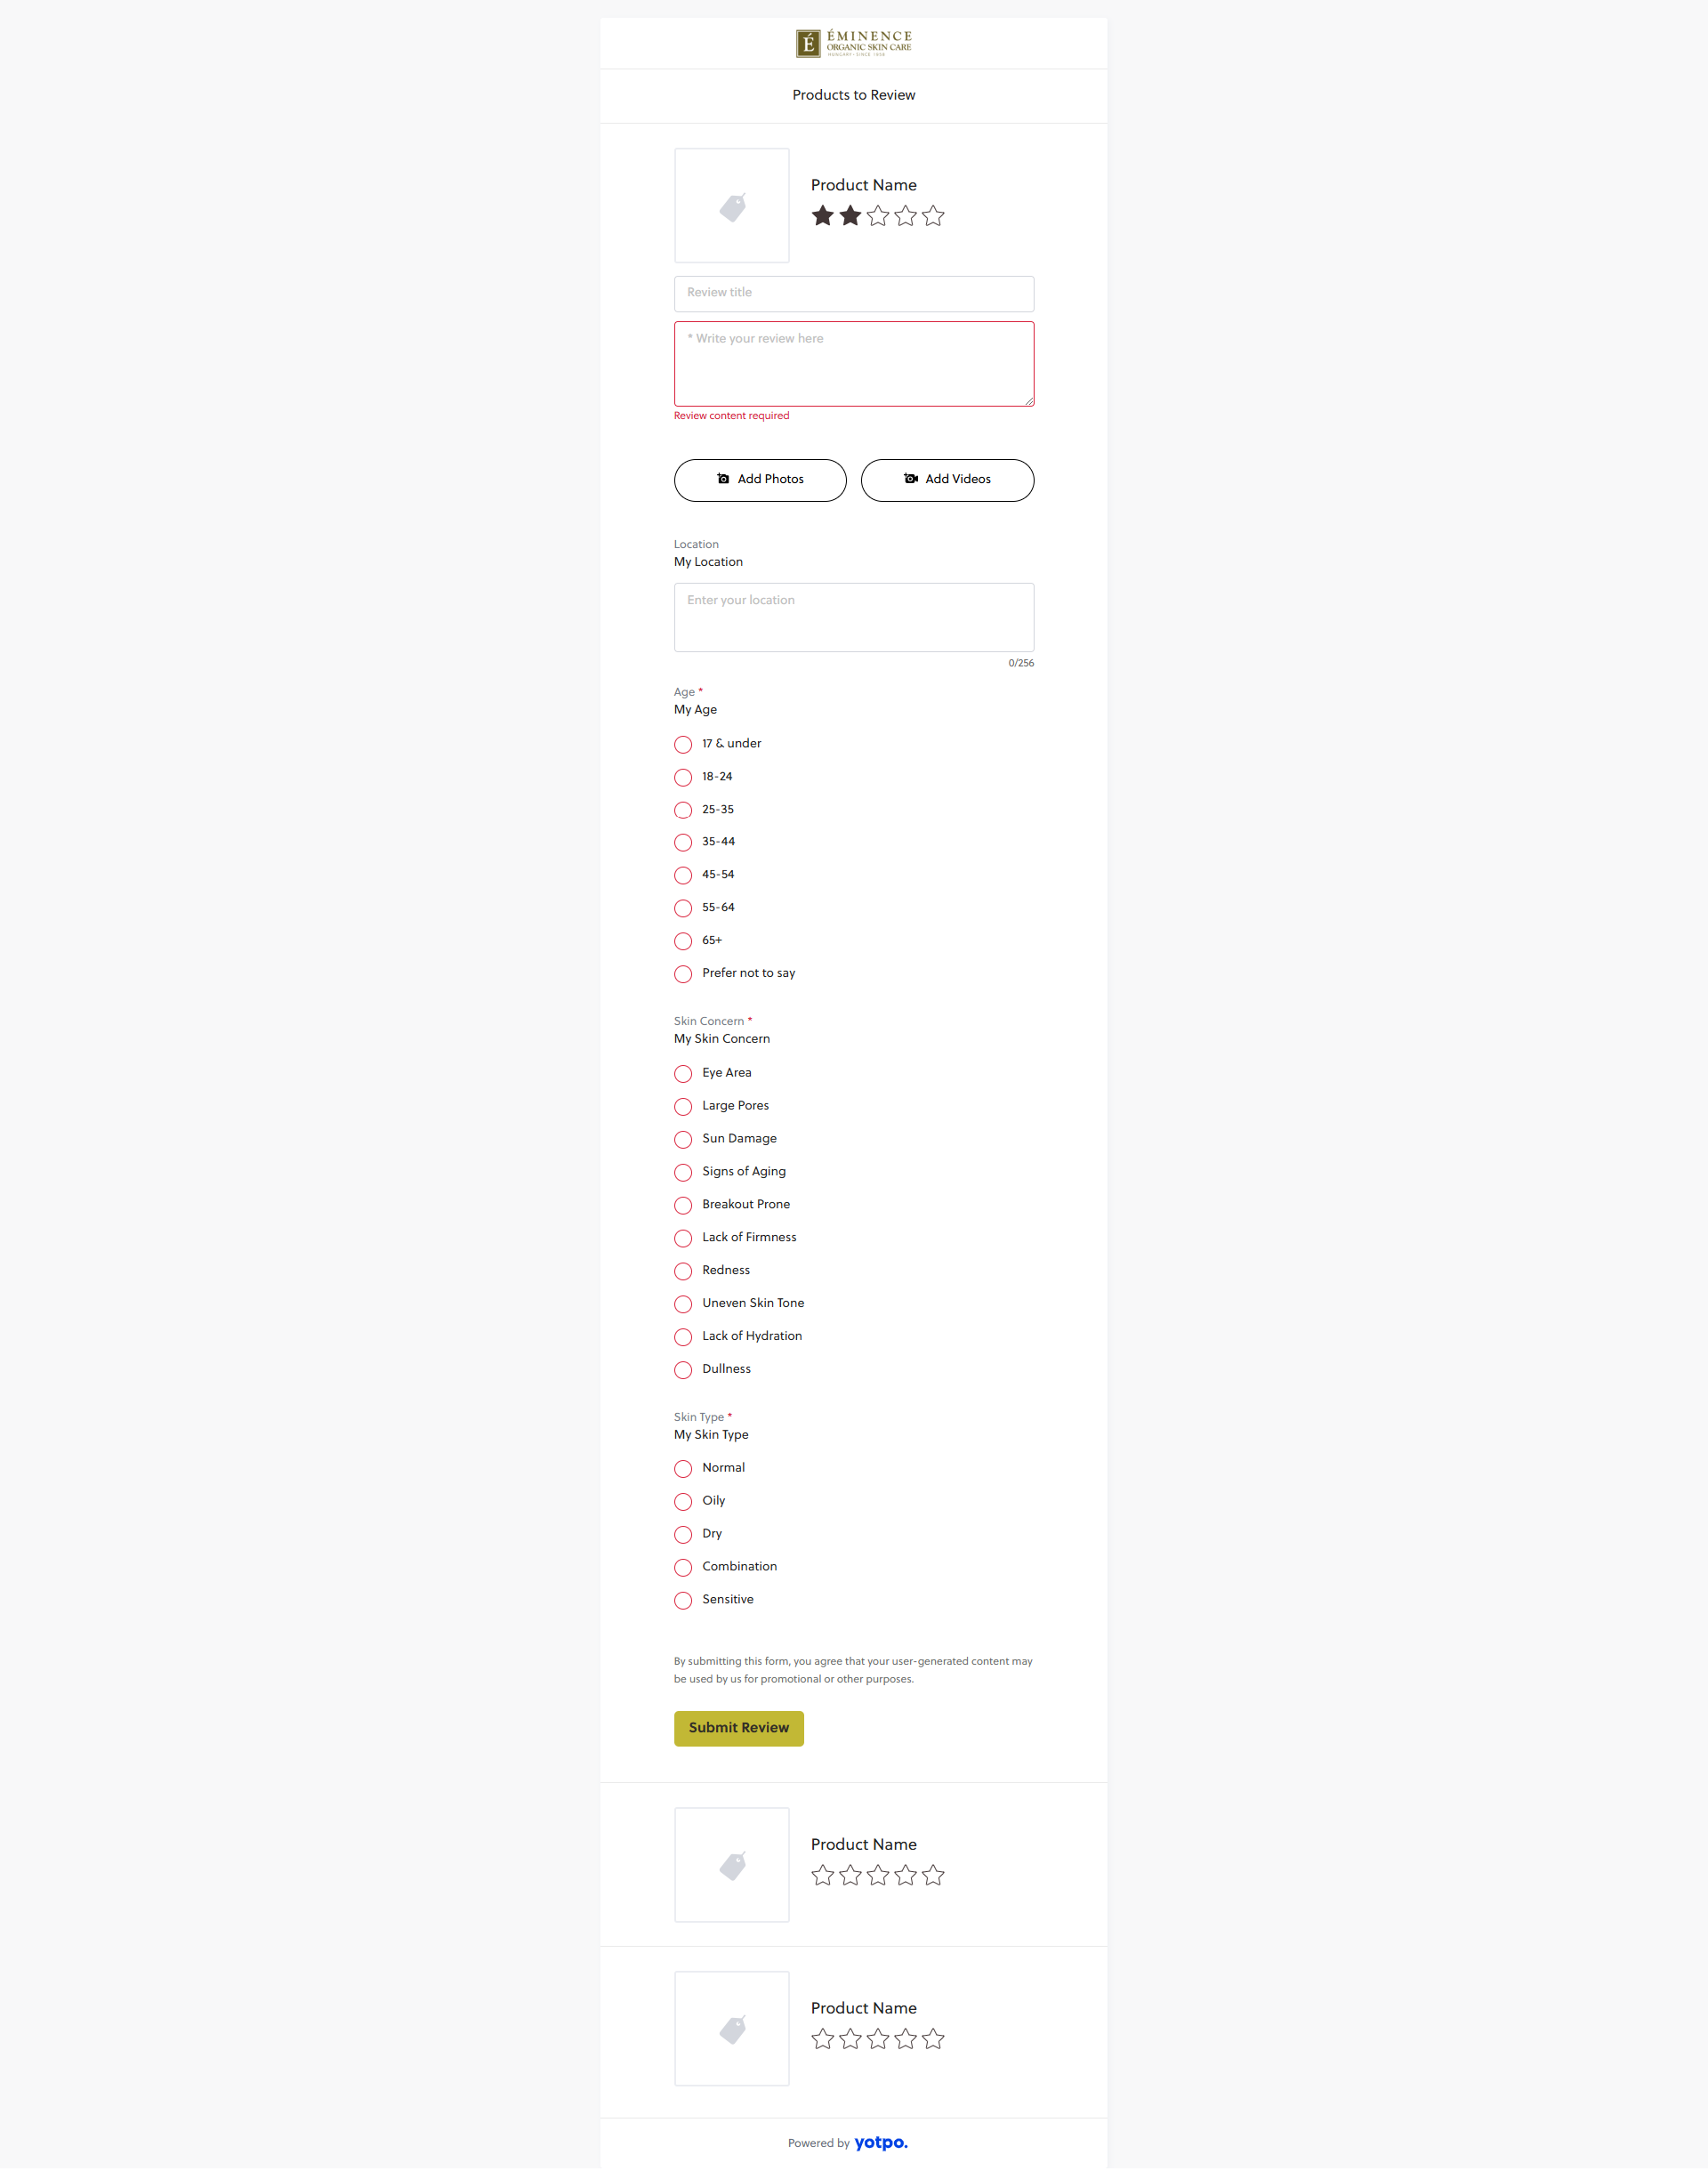 É
ÉMINENCE
ORGANIC SKIN CARE
HUNGARY · SINCE 1958
Products to Review
Product Name
Review title
* Write your review here
Review content required
Add Photos
Add Videos
Location
My Location
Enter your location
0/256
Age *
My Age
17 & under
18-24
25-35
35-44
45-54
55-64
65+
Prefer not to say
Skin Concern *
My Skin Concern
Eye Area
Large Pores
Sun Damage
Signs of Aging
Breakout Prone
Lack of Firmness
Redness
Uneven Skin Tone
Lack of Hydration
Dullness
Skin Type *
My Skin Type
Normal
Oily
Dry
Combination
Sensitive
By submitting this form, you agree that your user-generated content may
be used by us for promotional or other purposes.
Submit Review
Product Name
Product Name
Powered by yotpo.